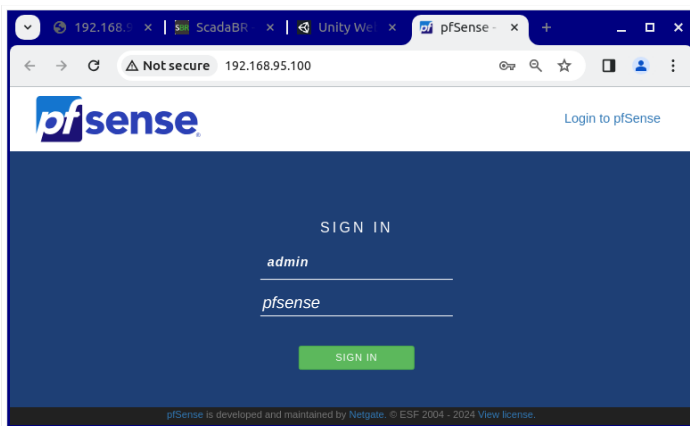 192.168.9
ScadaBR -
Unity We
pfSense -
Not secure 192.168.95.100
pfsense
Login to pfSense
SIGN IN
admin
pfsense
SIGN IN
pfSense is developed and maintained by Netgate. © ESF 2004 - 2024 View license.